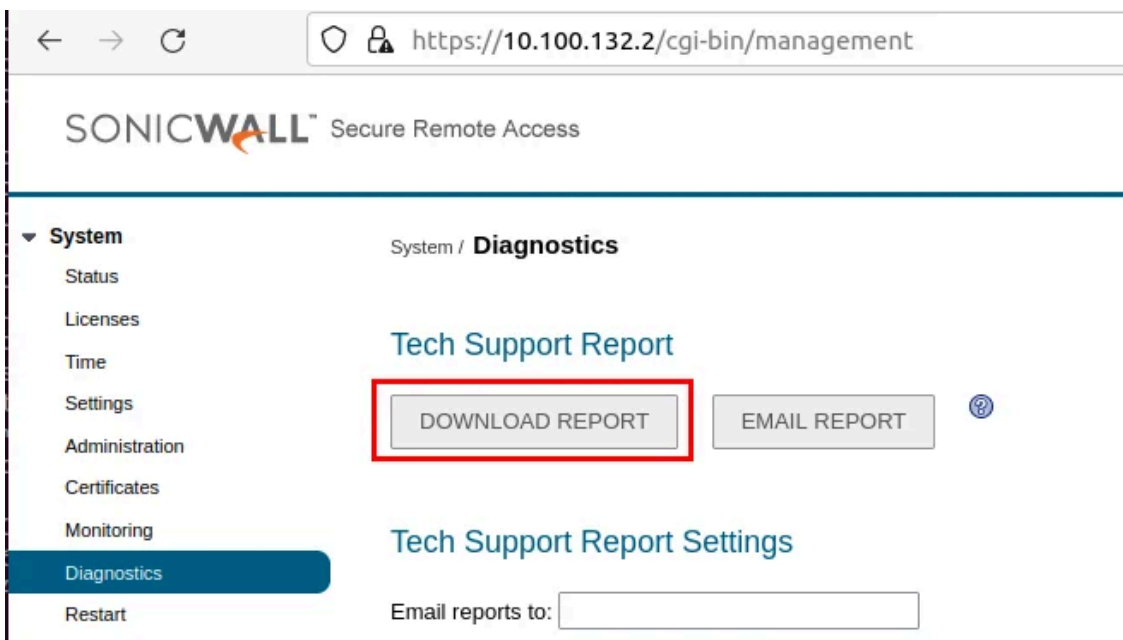 https://10.100.132.2/cgi-bin/management
SONICWALL™ Secure Remote Access
System
Status
Licenses
Time
Settings
Administration
Certificates
Monitoring
Diagnostics
Restart
System / Diagnostics
Tech Support Report
DOWNLOAD REPORT EMAIL REPORT ?
Tech Support Report Settings
Email reports to: